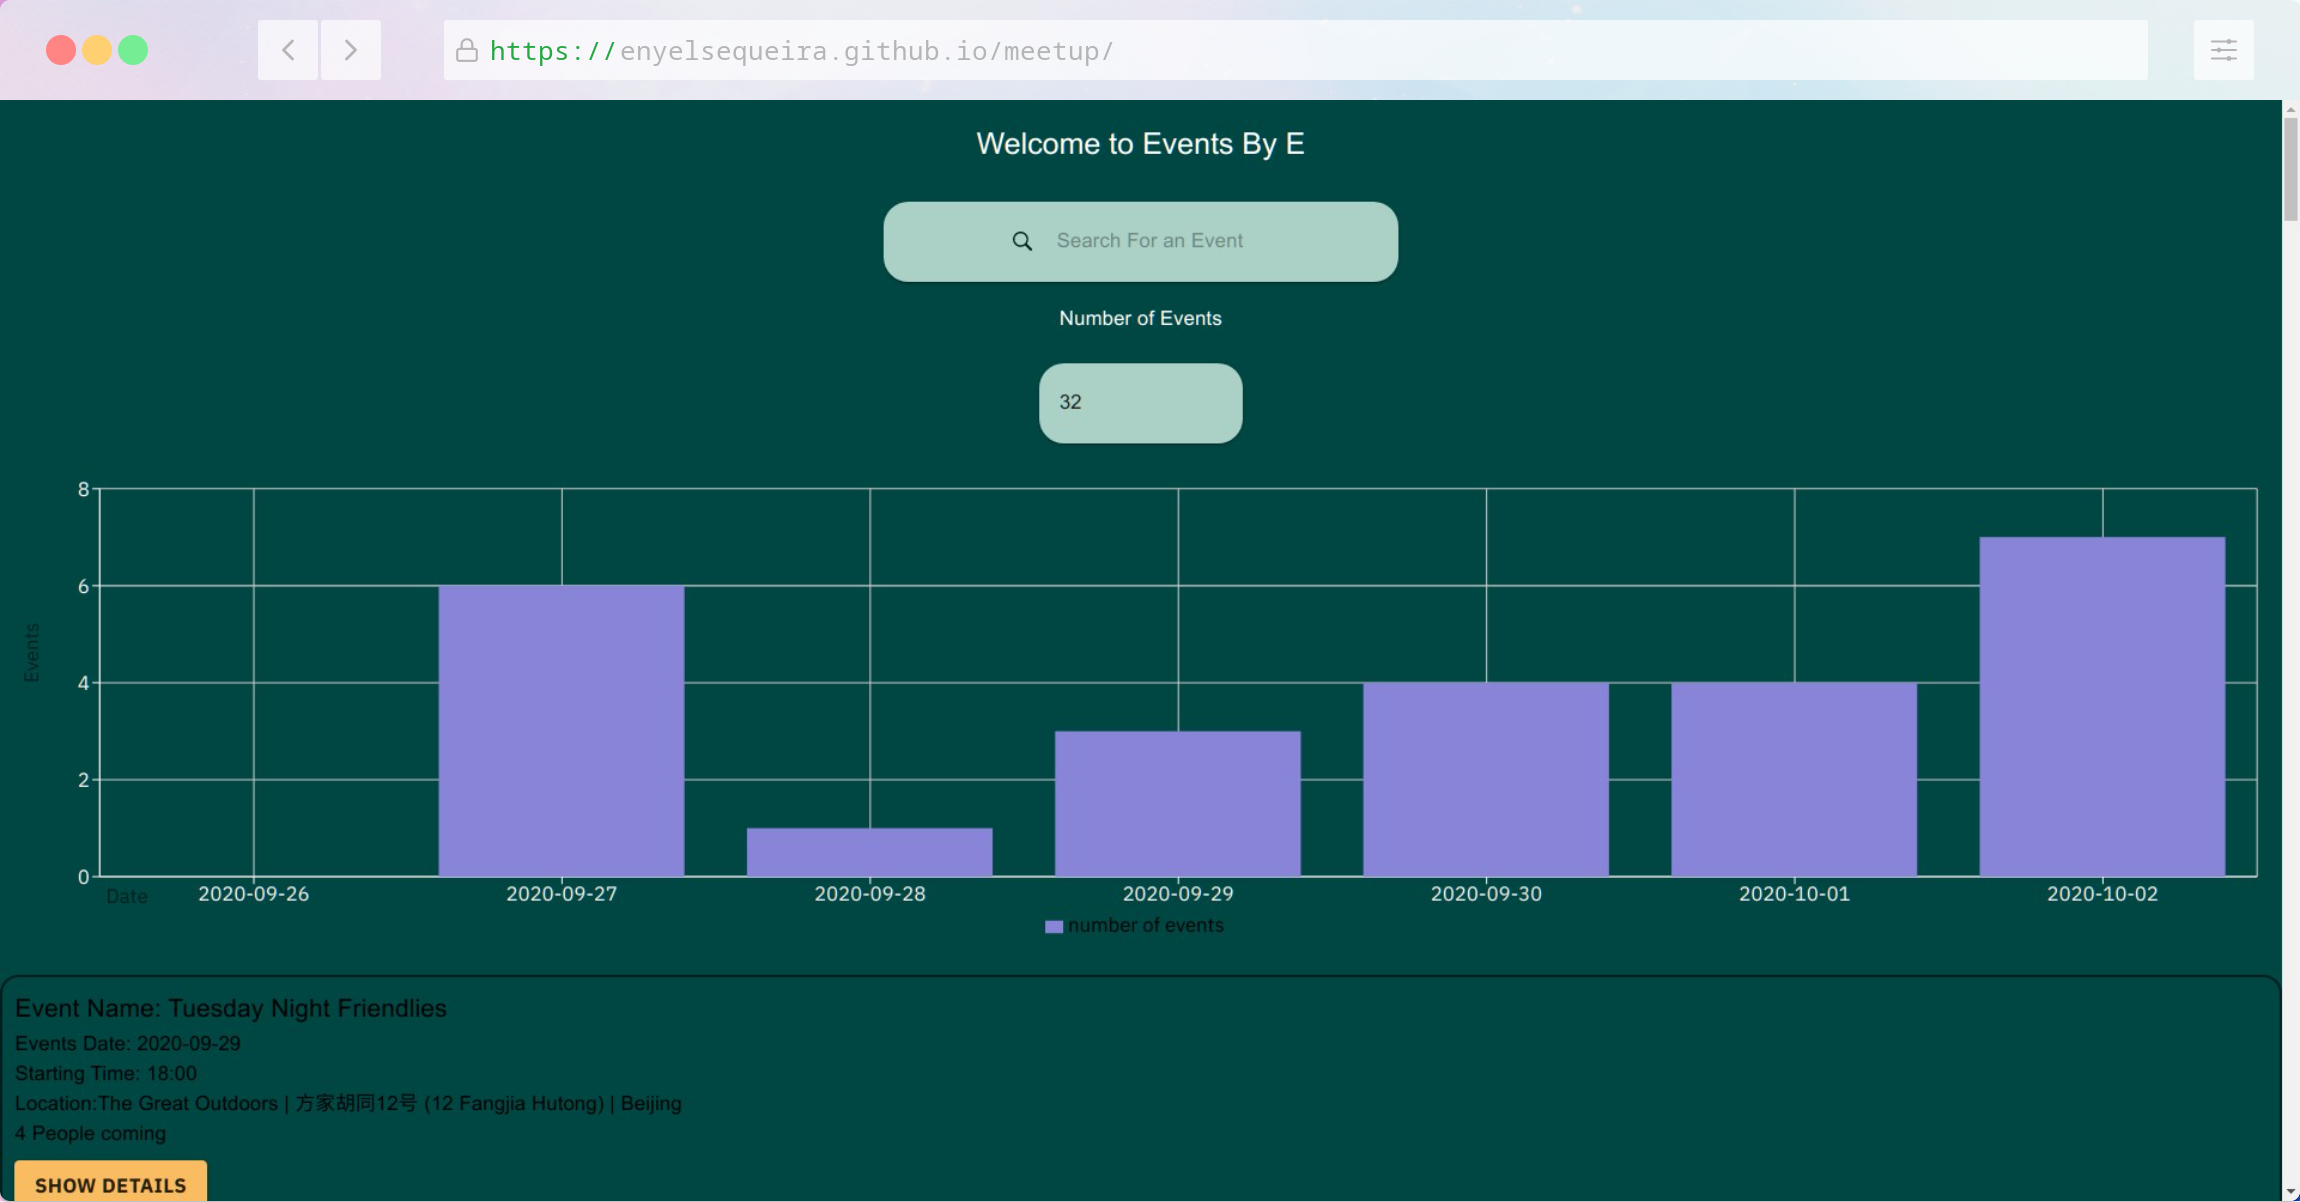 https://enyelsequeira.github.io/meetup/
Welcome to Events By E
Search For an Event
Number of Events
32
8
6
4
2
0
Events
Date
2020-09-26
2020-09-27
2020-09-28
2020-09-29
2020-09-30
2020-10-01
2020-10-02
number of events
Event Name: Tuesday Night Friendlies
Events Date: 2020-09-29
Starting Time: 18:00
Location:The Great Outdoors | 方家胡同12号 (12 Fangjia Hutong) | Beijing
4 People coming
SHOW DETAILS